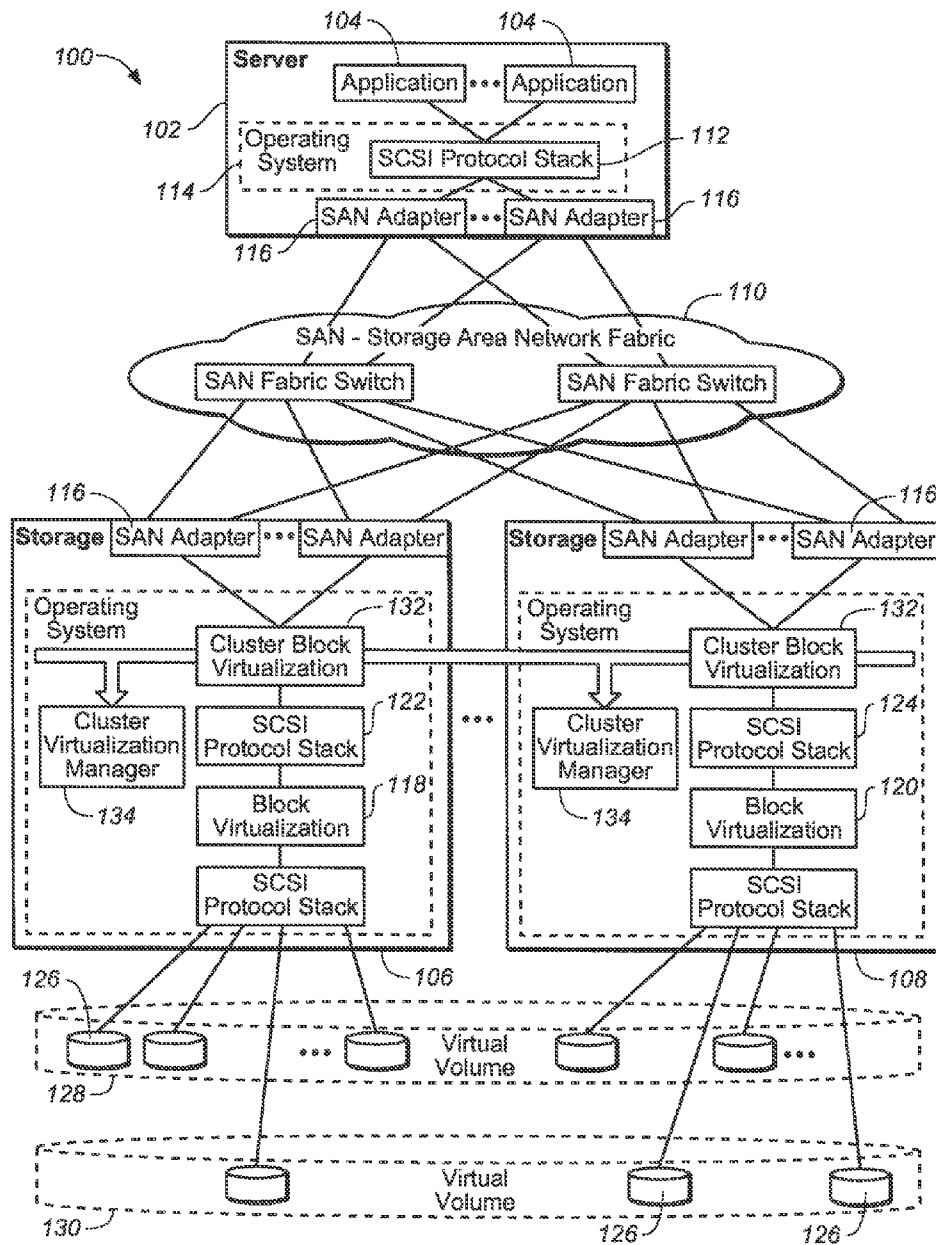 100
104
104
Server
Application ••• Application
102
Operating
System
112
SCSI Protocol Stack
114
SAN Adapter ••• SAN Adapter
116
116
110
SAN - Storage Area Network Fabric
SAN Fabric Switch
SAN Fabric Switch
116
116
Storage
SAN Adapter ••• SAN Adapter
Storage
SAN Adapter ••• SAN Adapter
Operating
System
132
Cluster Block
Virtualization
Operating
System
132
Cluster Block
Virtualization
Cluster
Virtualization
Manager
134
122
SCSI
Protocol Stack
118
Block
Virtualization
SCSI
Protocol Stack
•••
Cluster
Virtualization
Manager
134
124
SCSI
Protocol Stack
120
Block
Virtualization
SCSI
Protocol Stack
106
108
126
•••
Virtual
Volume
•••
128
Virtual
Volume
130
126
126